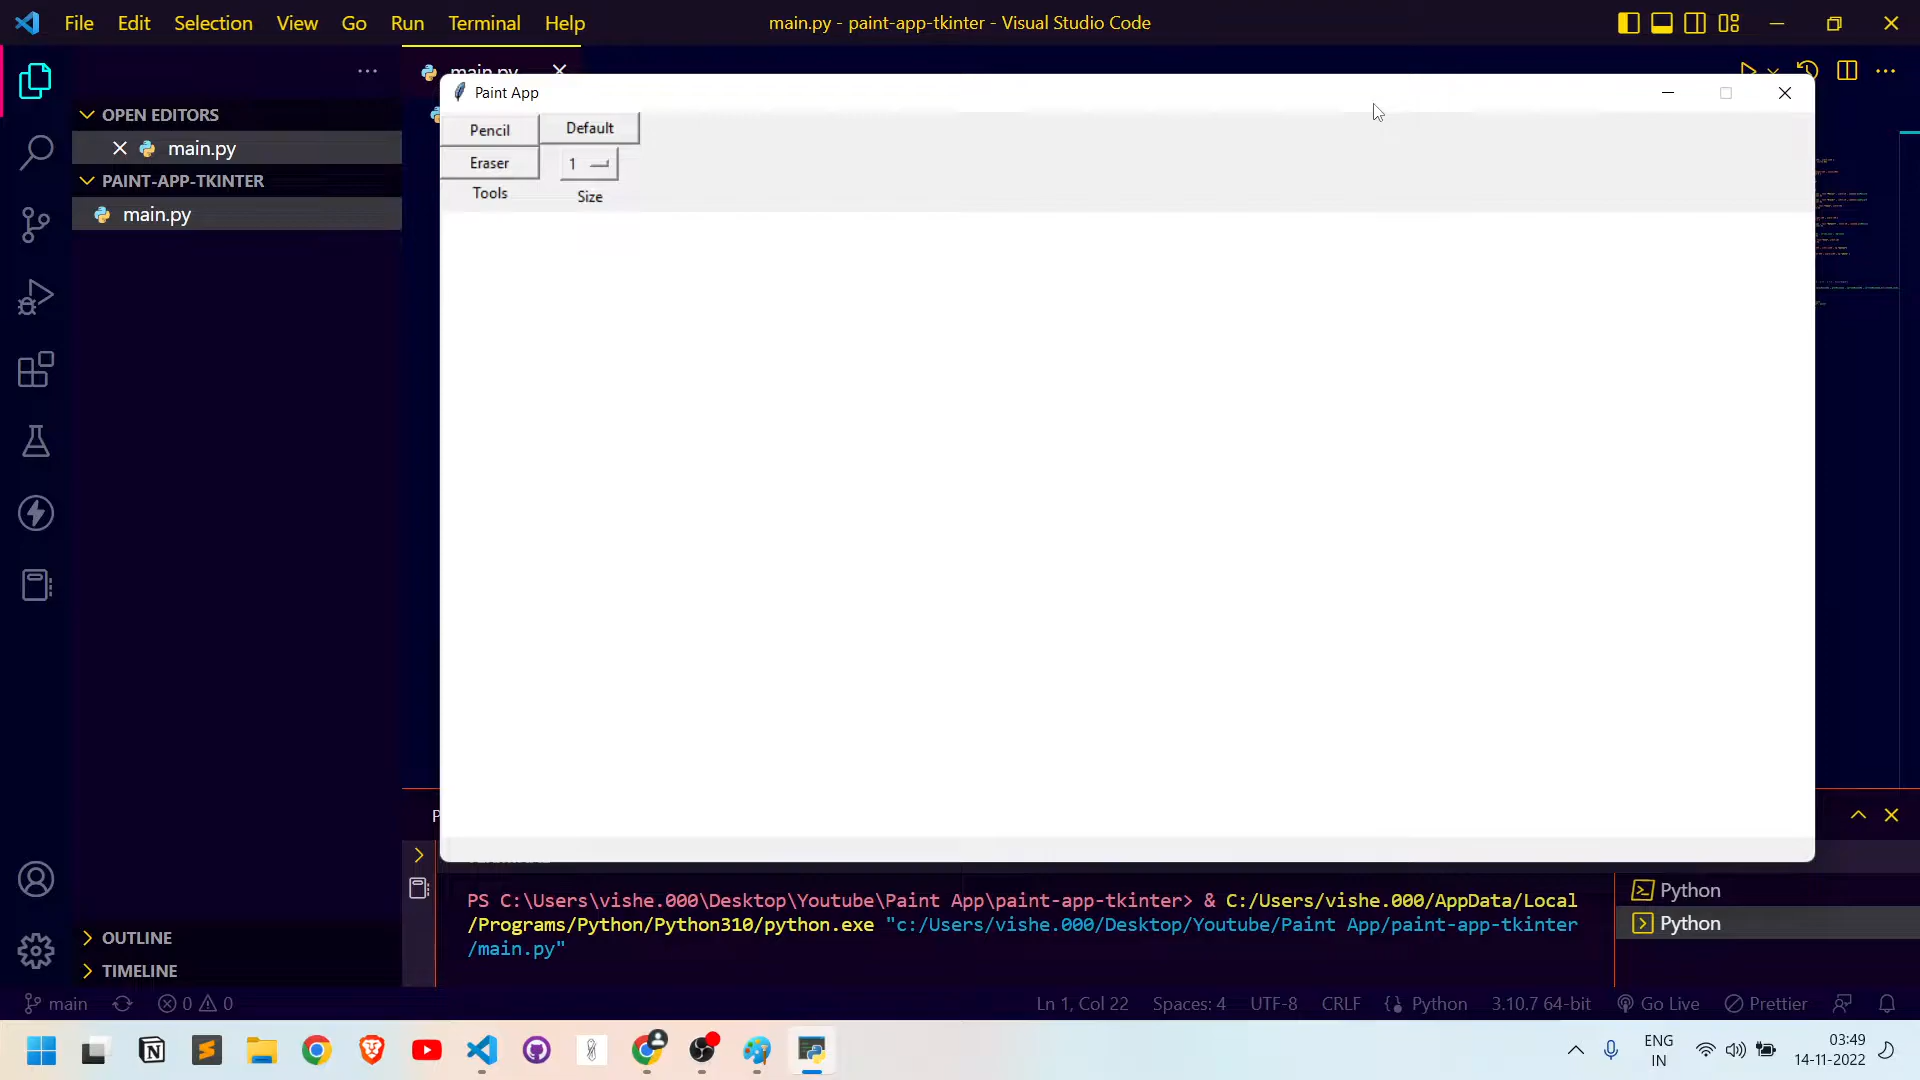 File Edit Selection View Go Run Terminal Help
main.py - paint-app-tkinter - Visual Studio Code
main.py
Paint App
OPEN EDITORS
main.py
PAINT-APP-TKINTER
main.py
Pencil
Default
Eraser
1
Tools
Size
PS C:\Users\vishe.000\Desktop\Youtube\Paint App\paint-app-tkinter> & C:/Users/vishe.000/AppData/Local
/Programs/Python/Python310/python.exe "c:/Users/vishe.000/Desktop/Youtube/Paint App/paint-app-tkinter
/main.py"
Python
Python
OUTLINE
TIMELINE
main
0 0
Ln 1, Col 22 Spaces: 4 UTF-8 CRLF Python 3.10.7 64-bit Go Live Prettier
ENG
IN
03:49
14-11-2022